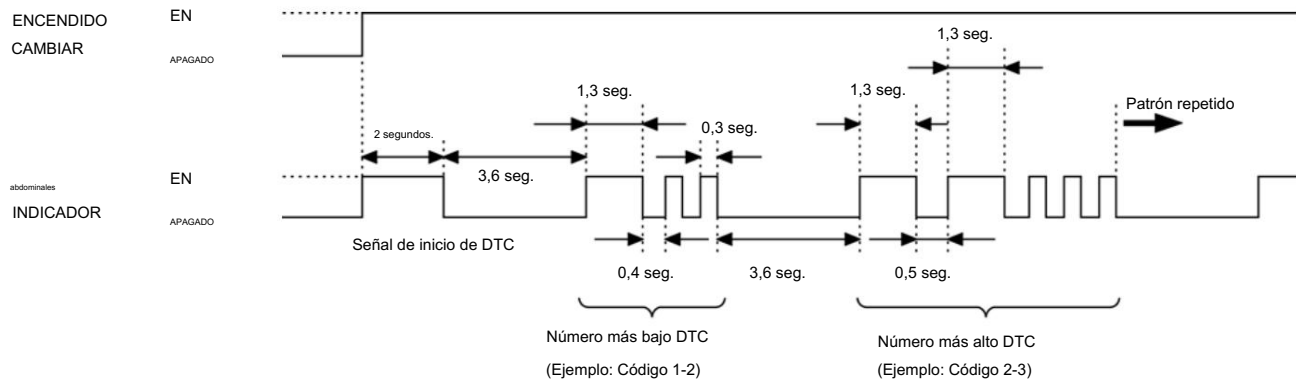 ENCENDIDO
CAMBIAR
EN
APAGADO
1,3 seg.
1,3 seg.
1,3 seg.
Patrón repetido
2 segundos.
0,3 seg.
3,6 seg.
abdominales
INDICADOR
EN
APAGADO
Señal de inicio de DTC
0,4 seg.
3,6 seg.
0,5 seg.
Número más bajo DTC
(Ejemplo: Código 1-2)
Número más alto DTC
(Ejemplo: Código 2-3)